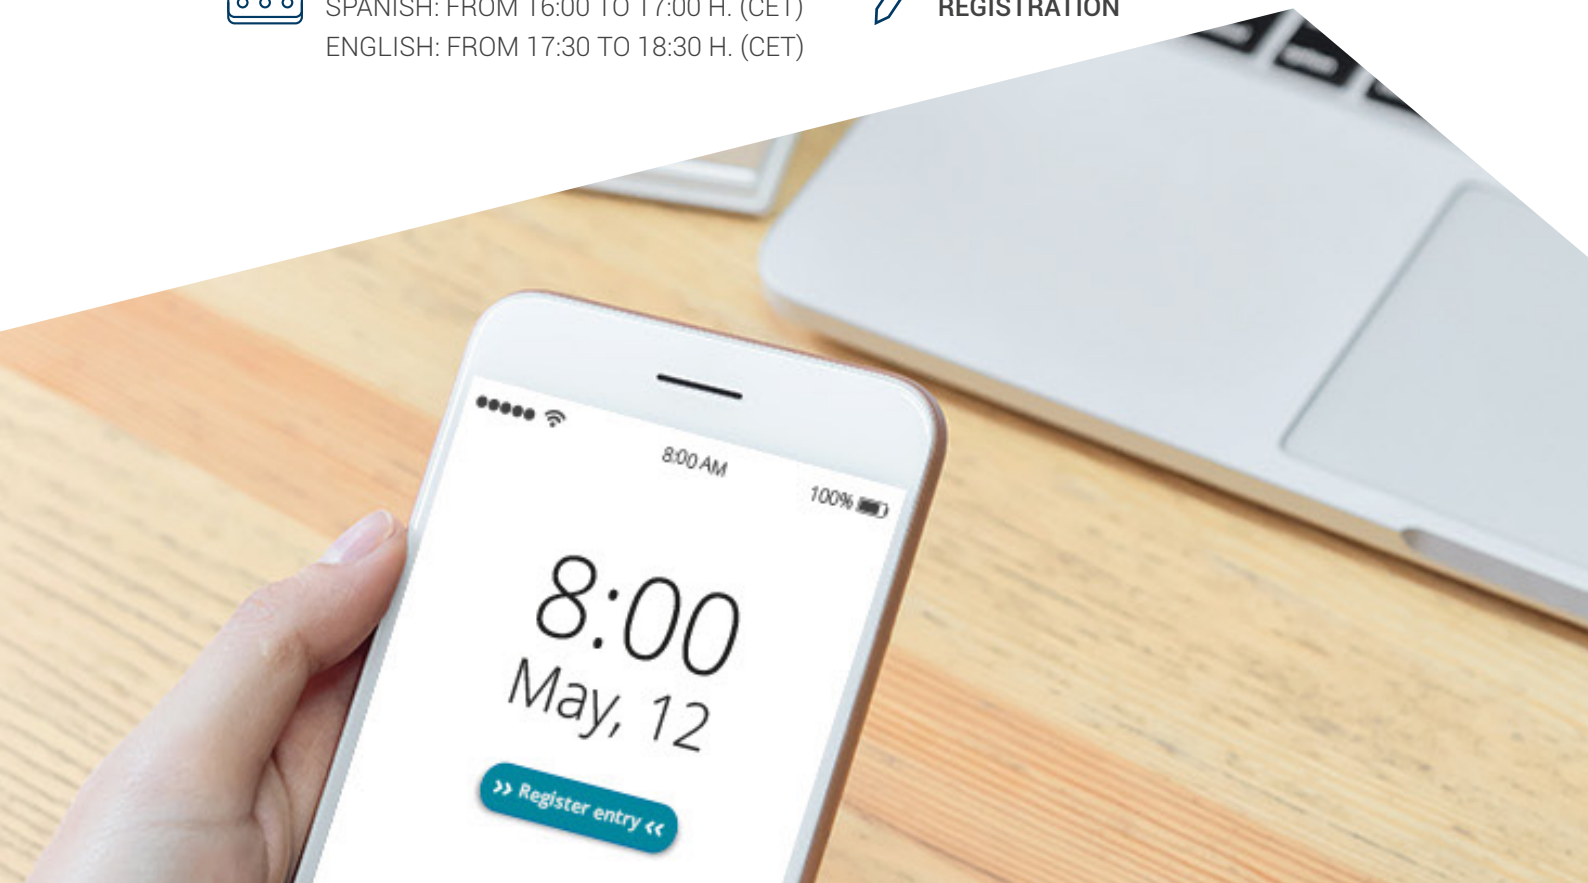 SPANISH: FROM 16:00 TO 17:00 H. (CET)
ENGLISH: FROM 17:30 TO 18:30 H. (CET)
REGISTRATION
8:00 AM
100%
8:00
May, 12
›› Register entry ‹‹